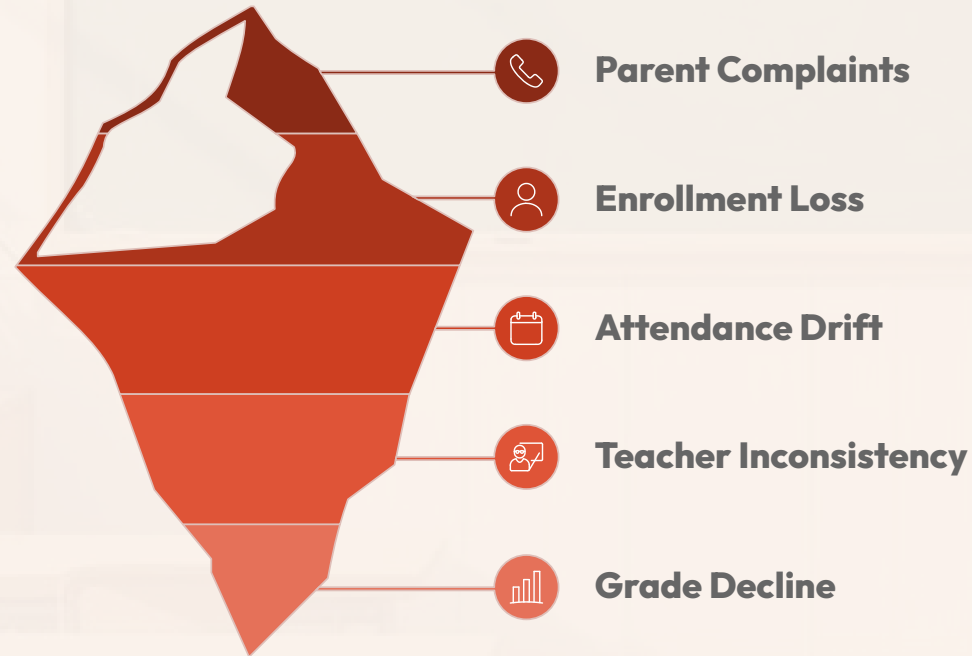 Parent Complaints
Enrollment Loss
Attendance Drift
Teacher Inconsistency
Grade Decline